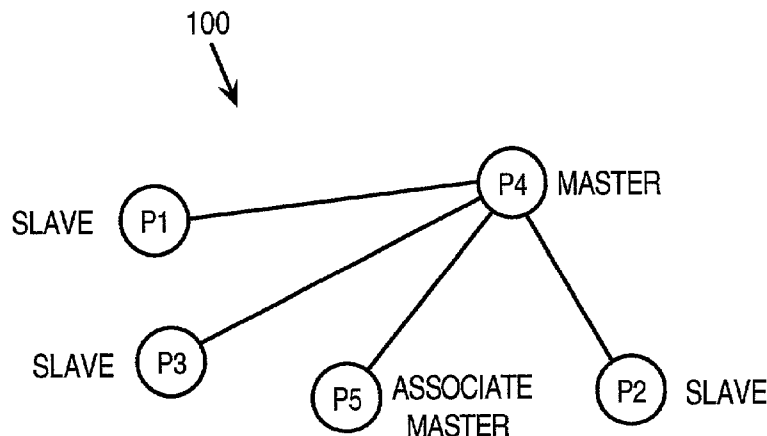 100
P4 MASTER
SLAVE P1
SLAVE P3
P5 ASSOCIATE
MASTER
P2 SLAVE